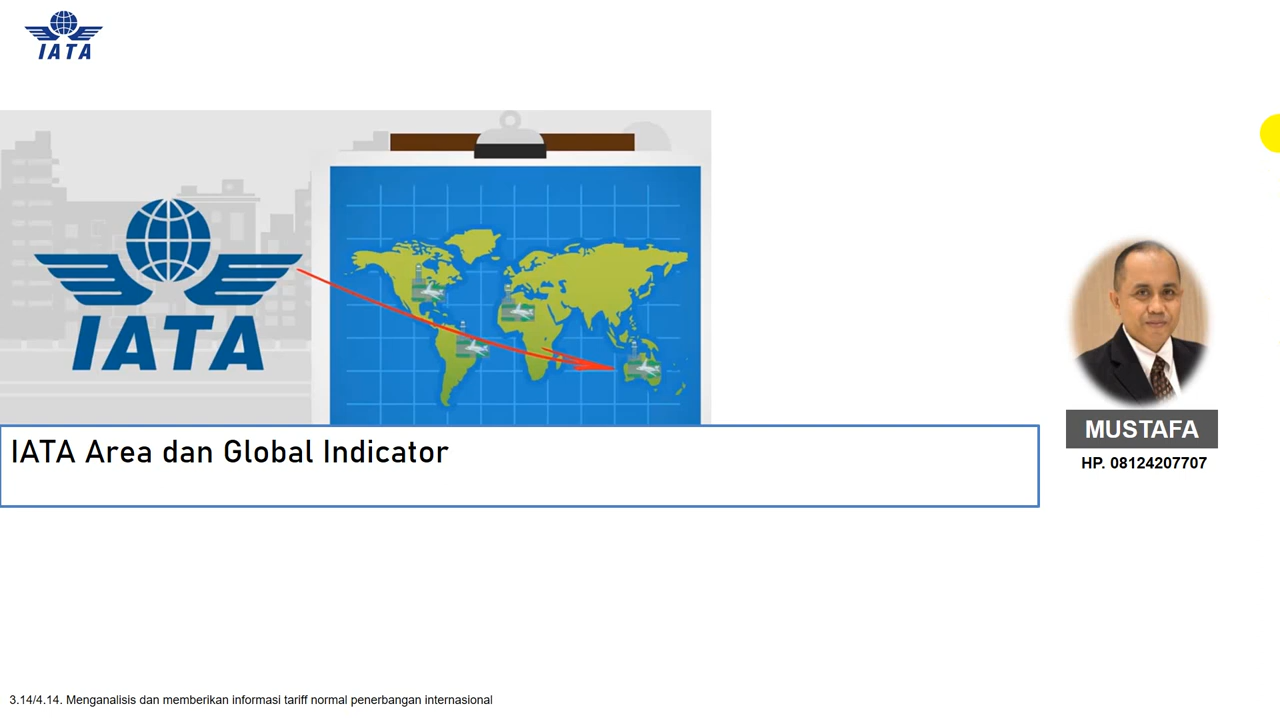 IATA
IATA
IATA Area dan Global Indicator
MUSTAFA
HP. 08124207707
3.14/4.14. Menganalisis dan memberikan informasi tariff normal penerbangan internasional